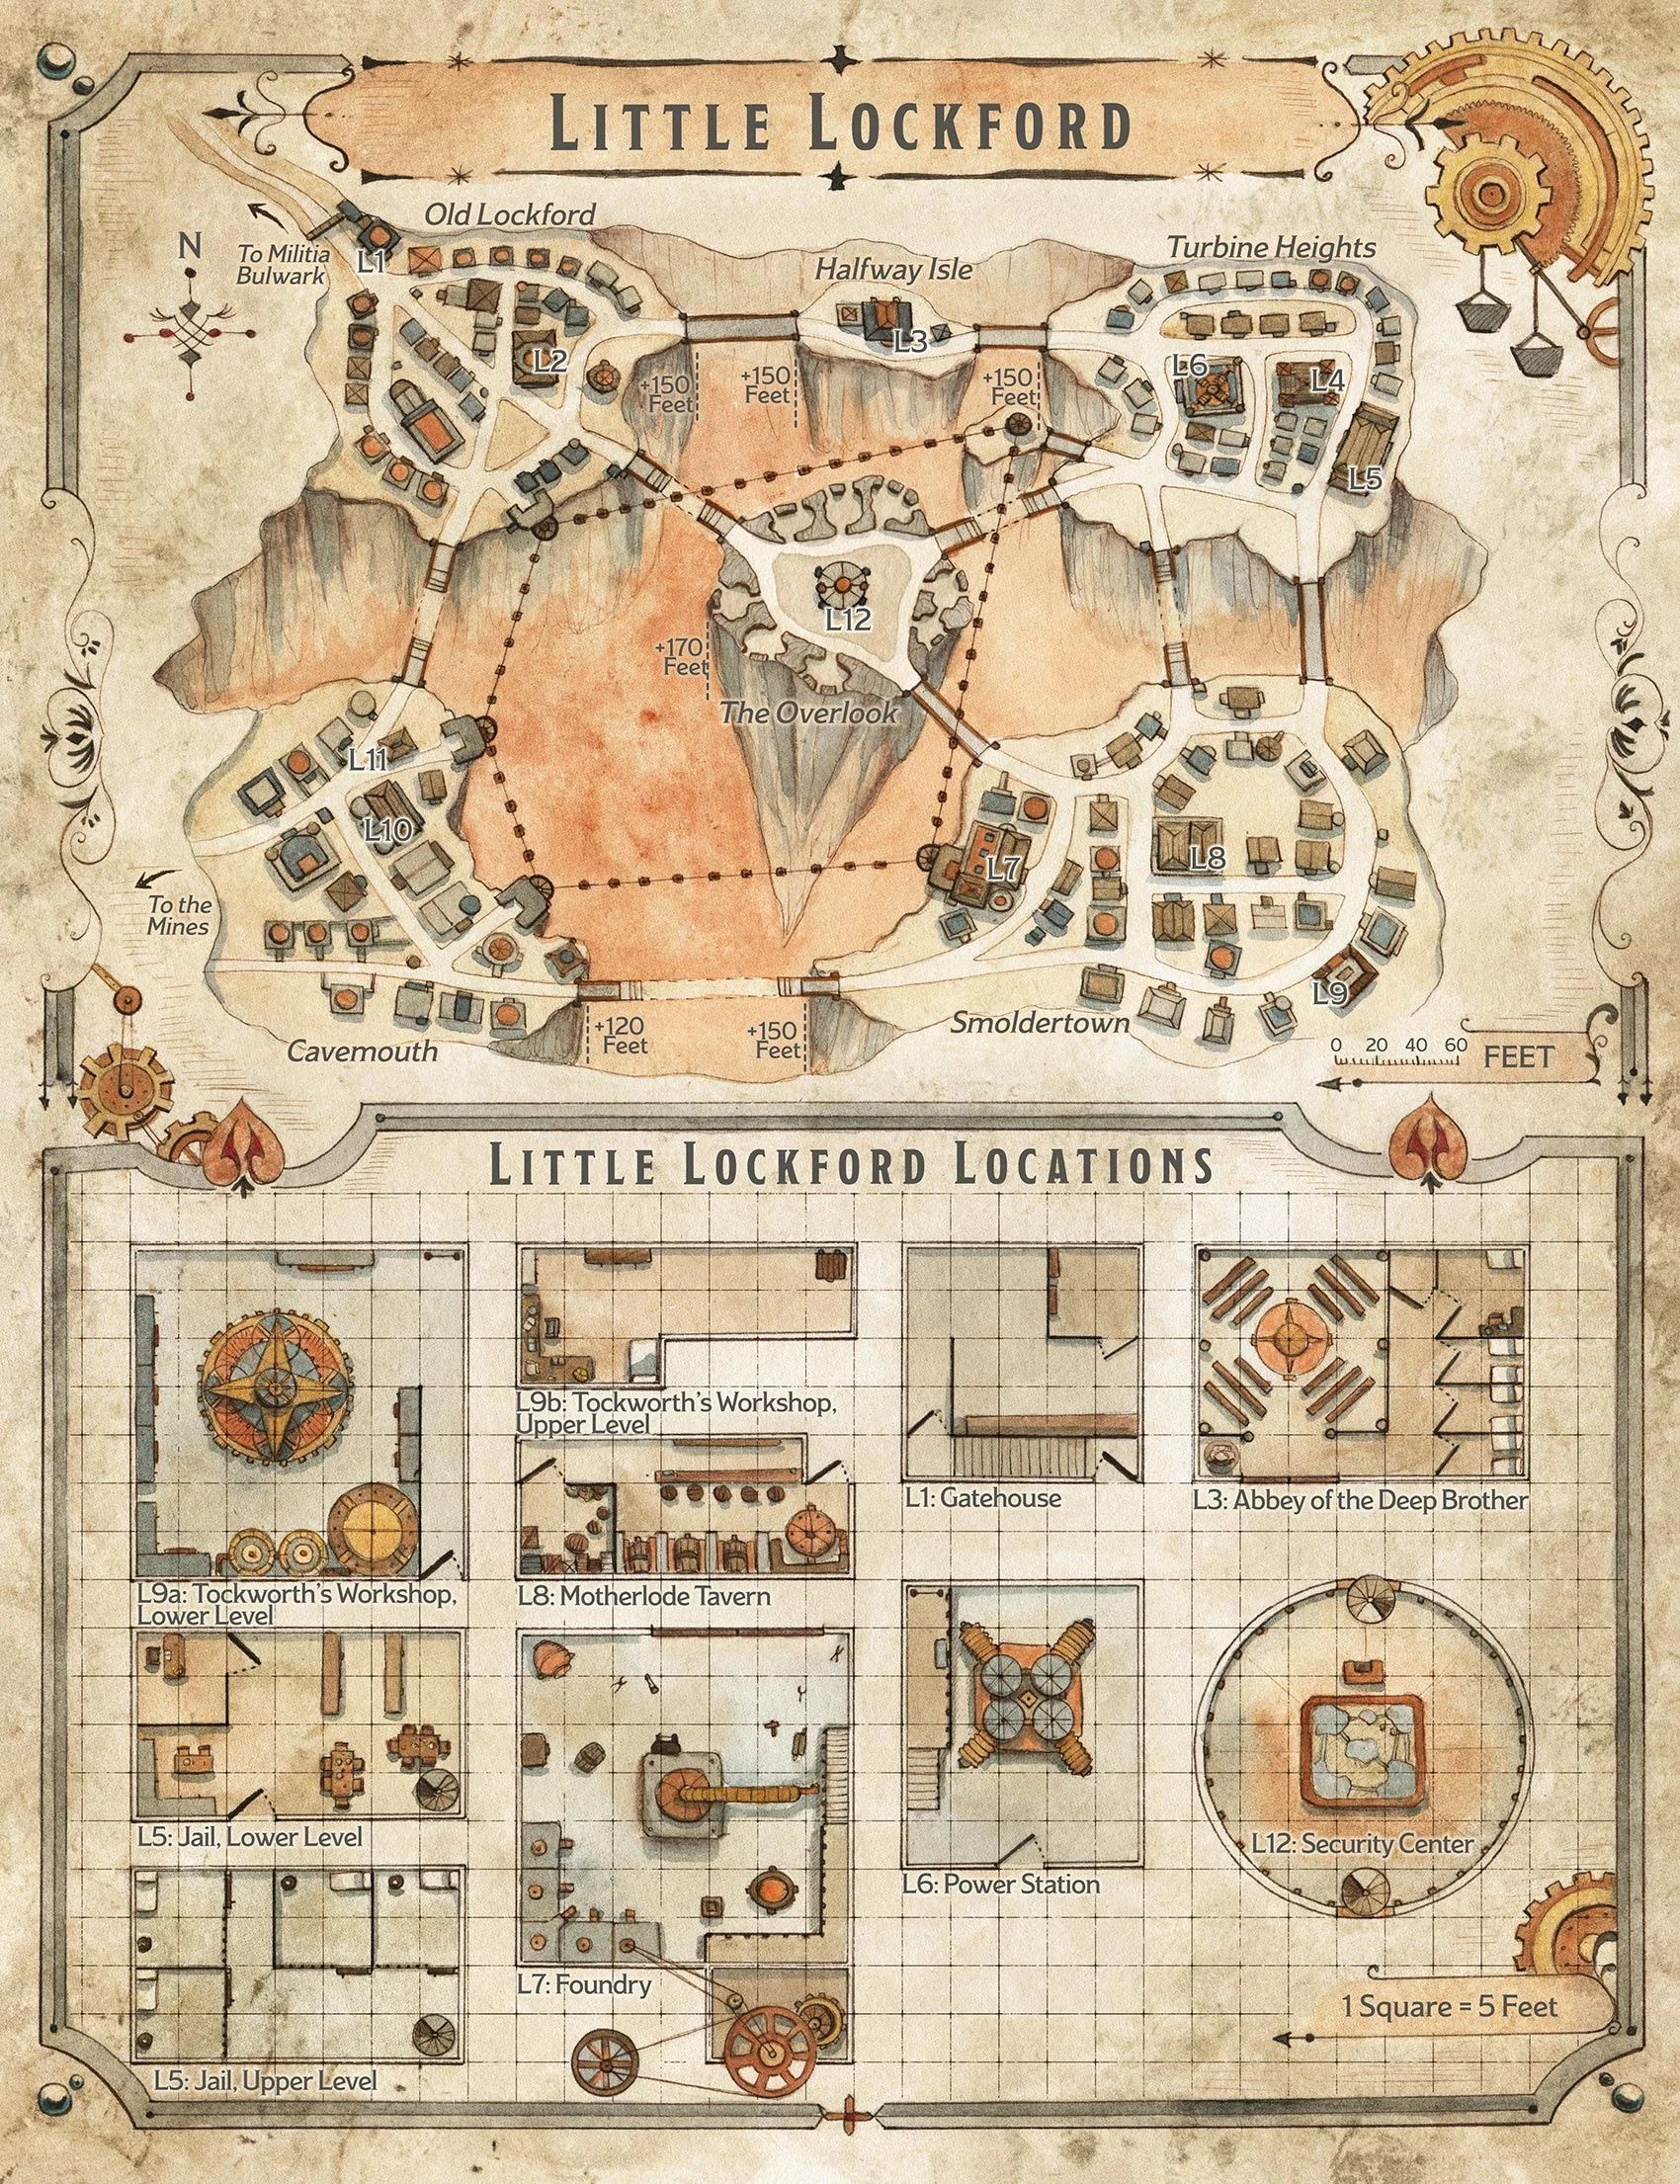 LITTLE LOCKFORD
Old Lockford
N
To Militia
Bulwark
L1
Halfway Isle
Turbine Heights
L2
L3
L6
L4
+150
Feet
+150
Feet
+150
Feet
L5
L12
+170
Feet
The Overlook
L11
L10
L7
L8
To the
Mines
L9
+120
Feet
+150
Feet
Smoldertown
Cavemouth
0 20 40 60
FEET
LITTLE LOCKFORD LOCATIONS
L9b: Tockworth's Workshop,
Upper Level
L1: Gatehouse
L3: Abbey of the Deep Brother
L9a: Tockworth's Workshop,
Lower Level
L8: Motherlode Tavern
L5: Jail, Lower Level
L12: Security Center
L6: Power Station
L7: Foundry
1 Square = 5 Feet
L5: Jail, Upper Level